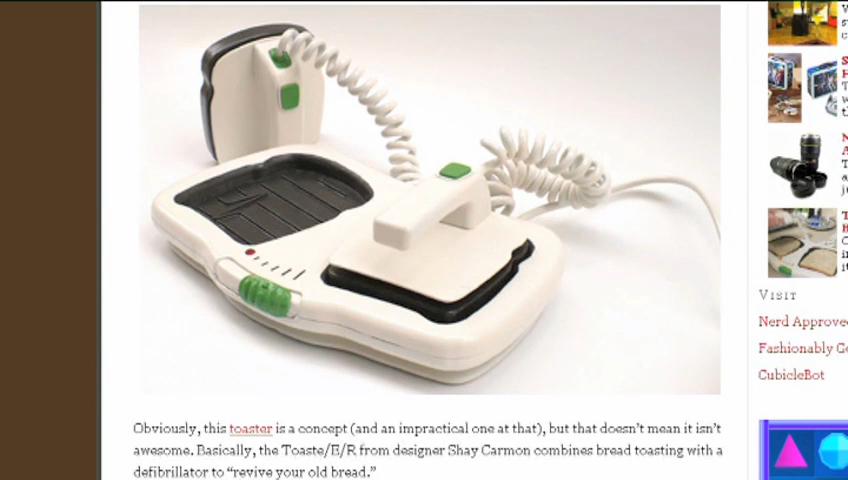 Obviously, this toaster is a concept (and an impractical one at that), but that doesn't mean it isn't
awesome. Basically, the Toaste/E/R from designer Shay Carmon combines bread toasting with a
defibrillator to “revive your old bread.”
VISIT
Nerd Approve
Fashionably G
CubicleBot